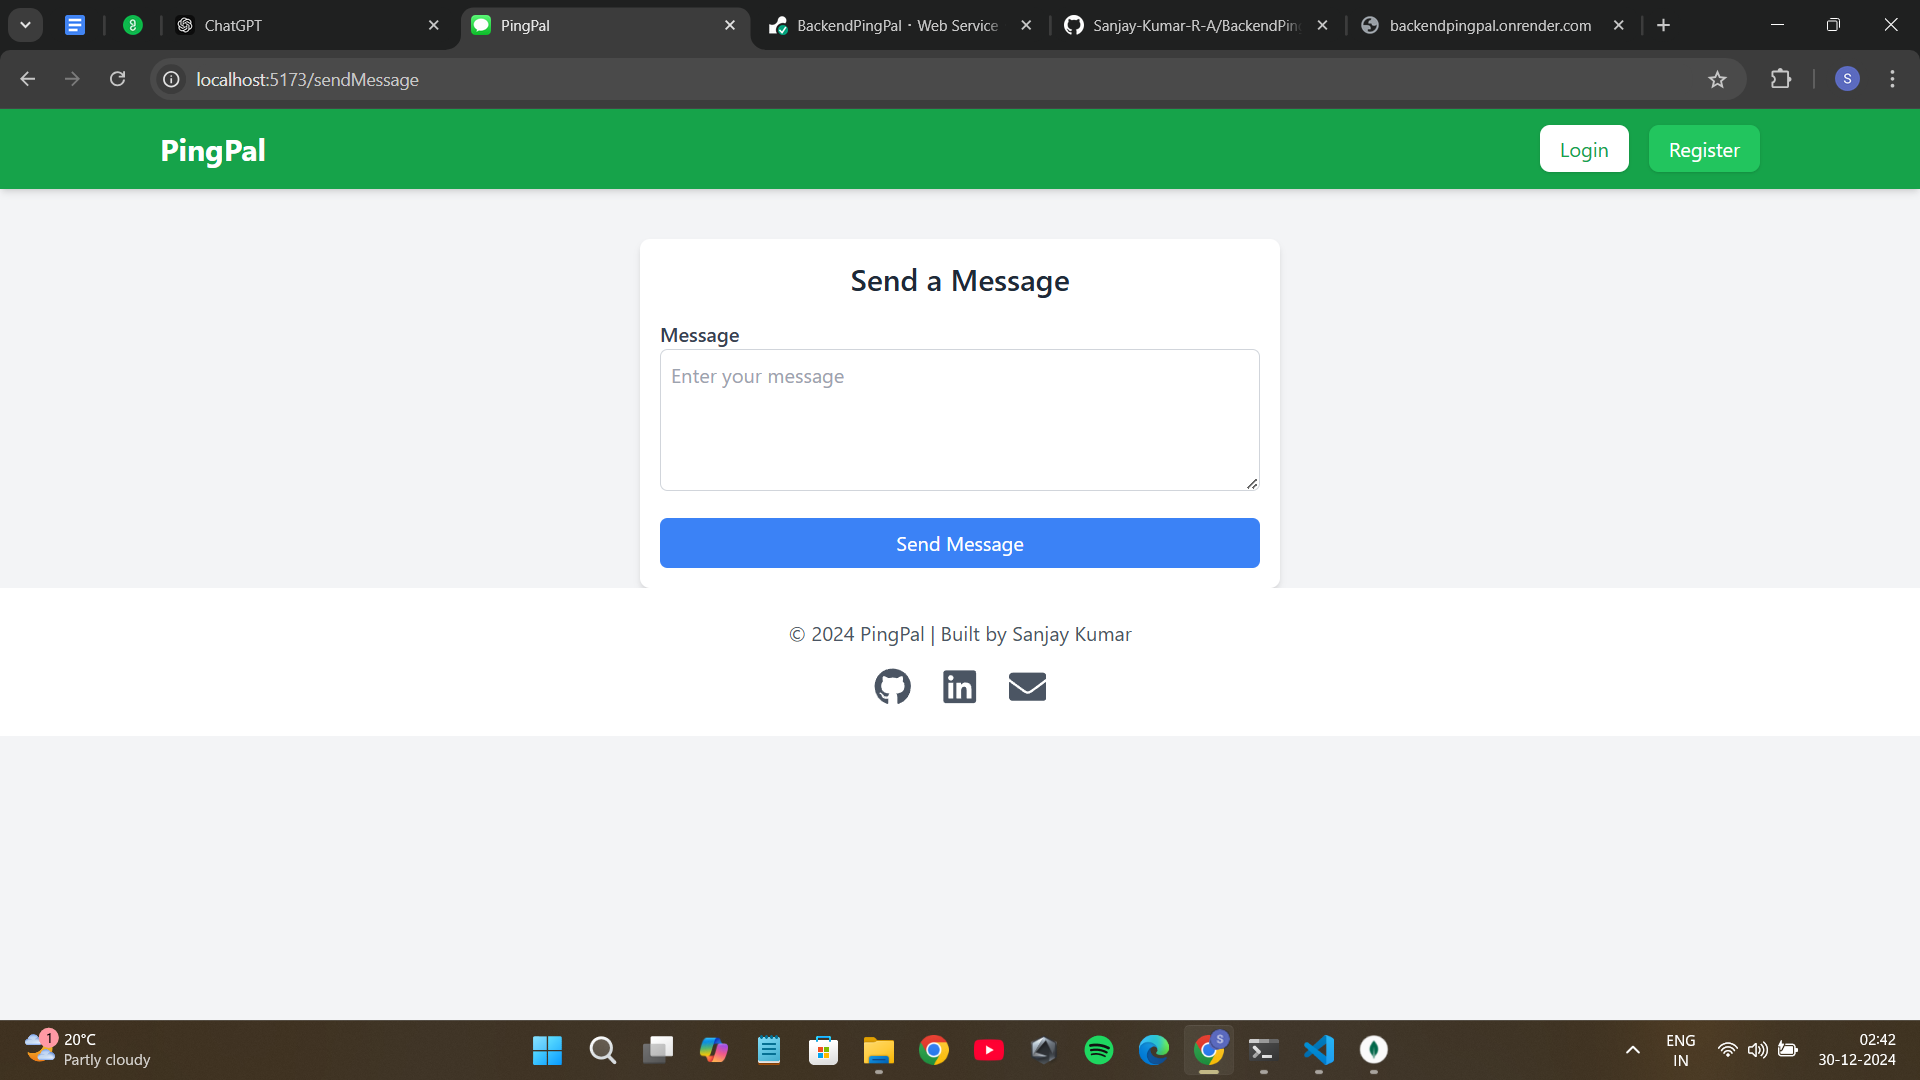 ChatGPT
PingPal
BackendPingPal · Web Service
Sanjay-Kumar-R-A/BackendPin
backendpingpal.onrender.com
localhost:5173/sendMessage
S
PingPal
Login
Register
Send a Message
Message
Enter your message
Send Message
© 2024 PingPal | Built by Sanjay Kumar
1
20°C
Partly cloudy
S
ENG
IN
02:42
30-12-2024